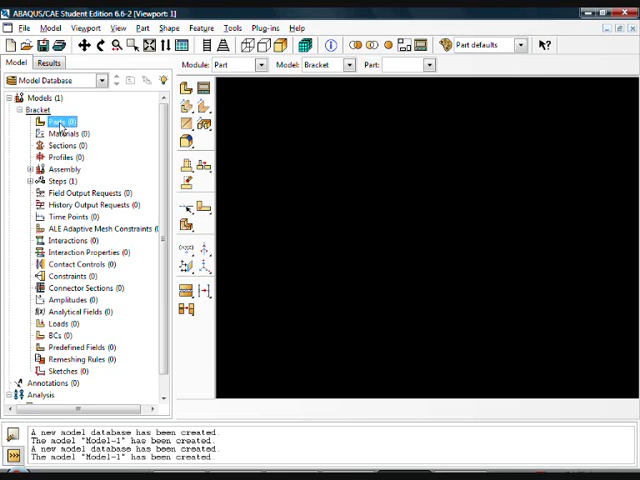 ABAQUS/CAE Student Edition 6.6-2 [Viewport: 1]
File Model Viewport View Part Shape Feature Tools Plug-ins Help
Part defaults
Model Results Module: Part Model: Bracket Part:
Model Database
Models (1)
Bracket
Parts (0)
Materials (0)
Sections (0)
Profiles (0)
Assembly
Steps (1)
Field Output Requests (0)
History Output Requests (0)
Time Points (0)
ALE Adaptive Mesh Constraints (
Interactions (0)
Interaction Properties (0)
Contact Controls (0)
Constraints (0)
Connector Sections (0)
Amplitudes (0)
Analytical Fields (0)
Loads (0)
BCs (0)
Predefined Fields (0)
Remeshing Rules (0)
Sketches (0)
Annotations (0)
Analysis
A new model database has been created.
The model "Model-1" has been created.
A new model database has been created.
The model "Model-1" has been created.